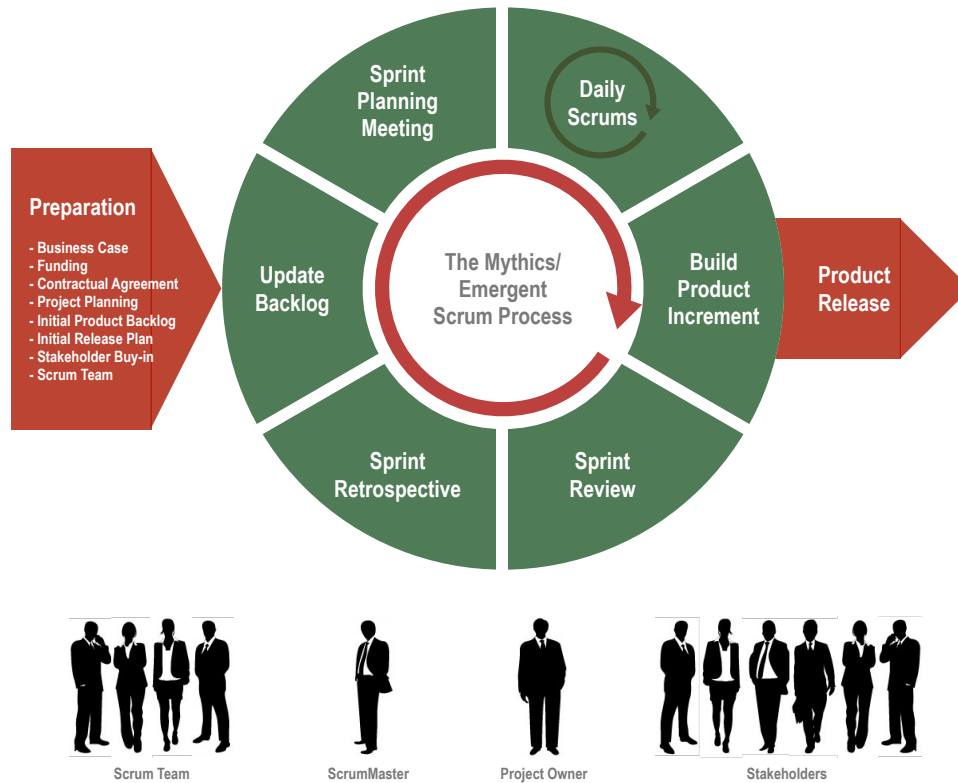 Preparation
- Business Case
- Funding
- Contractual Agreement
- Project Planning
- Initial Product Backlog
- Initial Release Plan
- Stakeholder Buy-in
- Scrum Team
Update
Backlog
Sprint
Planning
Meeting
Daily
Scrums
Build
Product
Increment
Sprint
Review
Sprint
Retrospective
The Mythics/
Emergent
Scrum Process
Product
Release
Scrum Team
ScrumMaster
Project Owner
Stakeholders